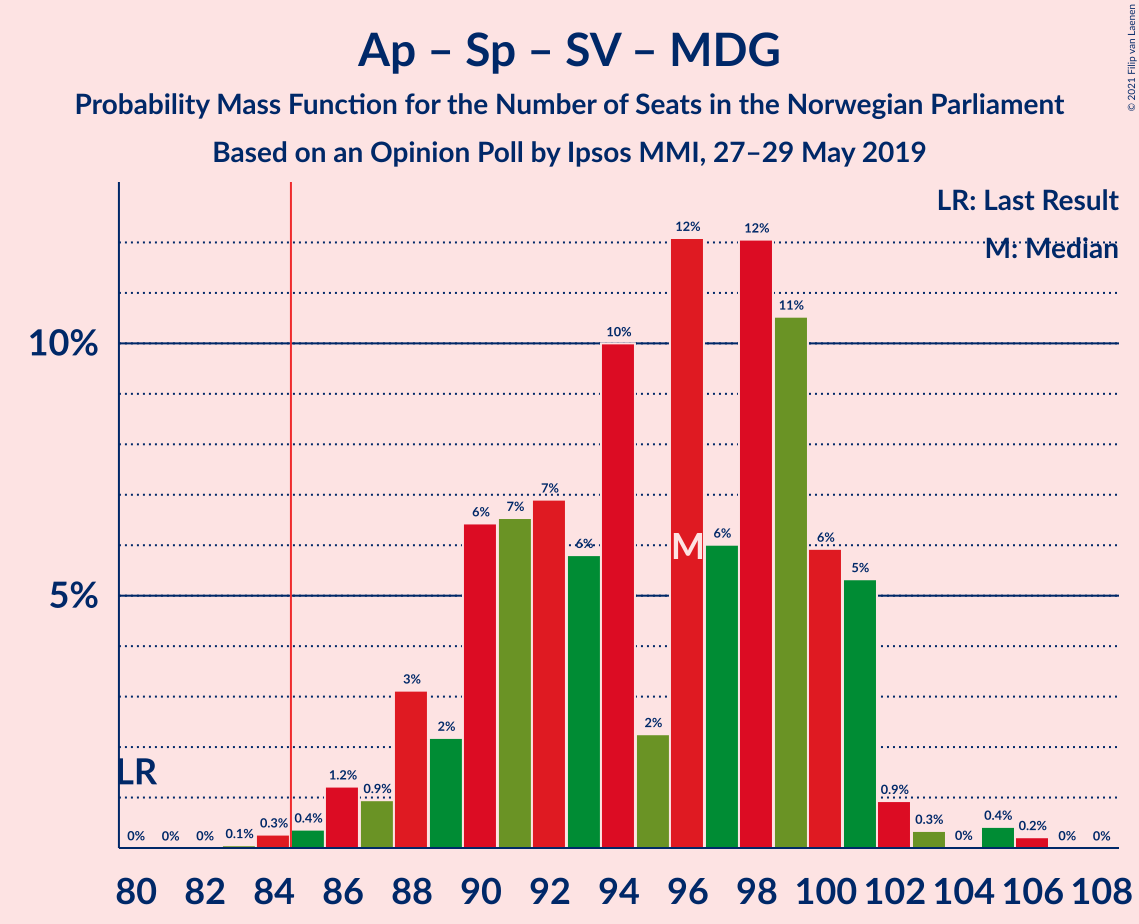 Ap – Sp – SV – MDG
Probability Mass Function for the Number of Seats in the Norwegian Parliament
Based on an Opinion Poll by Ipsos MMI, 27–29 May 2019
© 2021 Filip van Laenen
LR: Last Result
M: Median
10%
5%
LR
M
0% 0% 0% 0.1% 0.3% 0.4% 1.2% 0.9% 3% 2% 6% 7% 7% 6% 10% 2% 12% 6% 12% 11% 6% 5% 0.9% 0.3% 0% 0.4% 0.2% 0% 0%
80 82 84 86 88 90 92 94 96 98 100 102 104 106 108